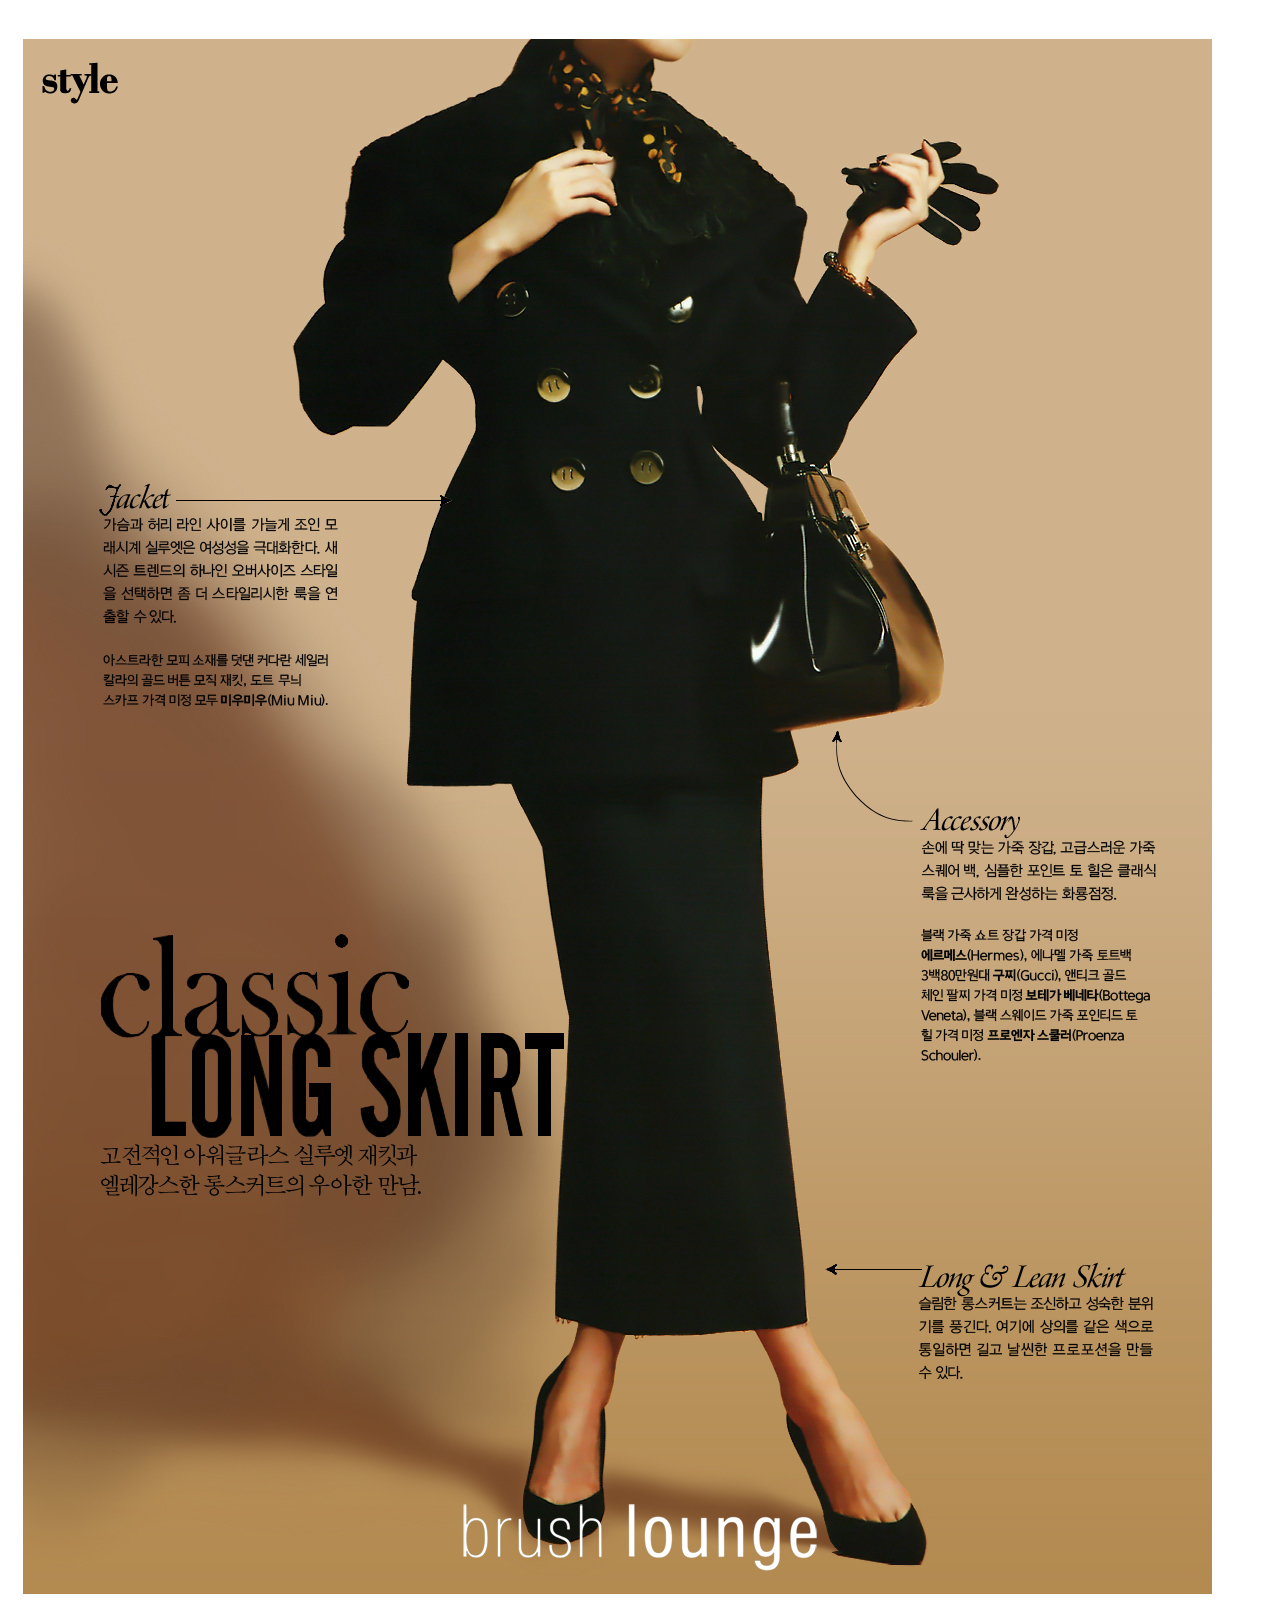 style
Jacket
가슴과 허리 라인 사이를 가늘게 조인 모
래시계 실루엣은 여성성을 극대화한다. 새
시즌 트렌드의 하나인 오버사이즈 스타일
을 선택하면 좀 더 스타일리시한 룩을 연
출할 수 있다.
아스트라한 모피 소재를 덧댄 커다란 세일러
칼라의 골드 버튼 모직 재킷, 도트 무늬
스카프 가격 미정 모두 미우미우(Miu Miu).
Accessory
손에 딱 맞는 가죽 장갑, 고급스러운 가죽
스퀘어 백, 심플한 포인트 토 힐은 클래식
룩을 근사하게 완성하는 화룡점정.
블랙 가죽 쇼트 장갑 가격 미정
에르메스(Hermes), 에나멜 가죽 토트백
3백80만원대 구찌(Gucci), 앤티크 골드
체인 팔찌 가격 미정 보테가 베네타(Bottega
Veneta), 블랙 스웨이드 가죽 포인티드 토
힐 가격 미정 프로엔자 스쿨러(Proenza
Schouler).
classic
LONG SKIRT
고전적인 아워글라스 실루엣 재킷과
엘레강스한 롱스커트의 우아한 만남.
Long & Lean Skirt
슬림한 롱스커트는 조신하고 성숙한 분위
기를 풍긴다. 여기에 상의를 같은 색으로
통일하면 길고 날씬한 프로포션을 만들
수 있다.
brush lounge